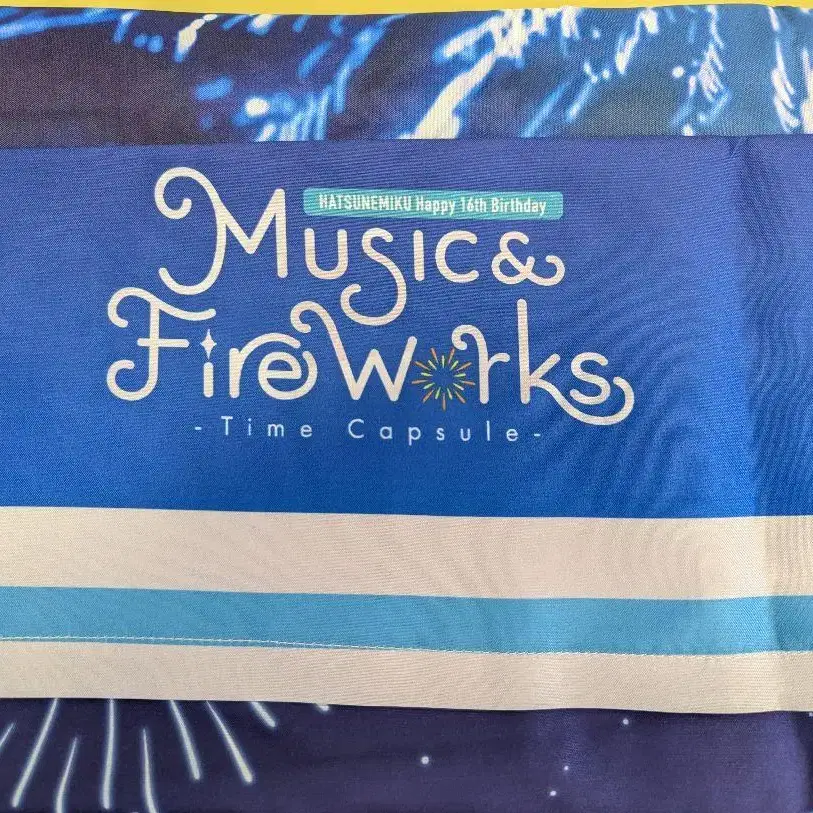 HATSUNEMIKU Happy 16th Birthday
Music &
FireWorks
-Time Capsule-